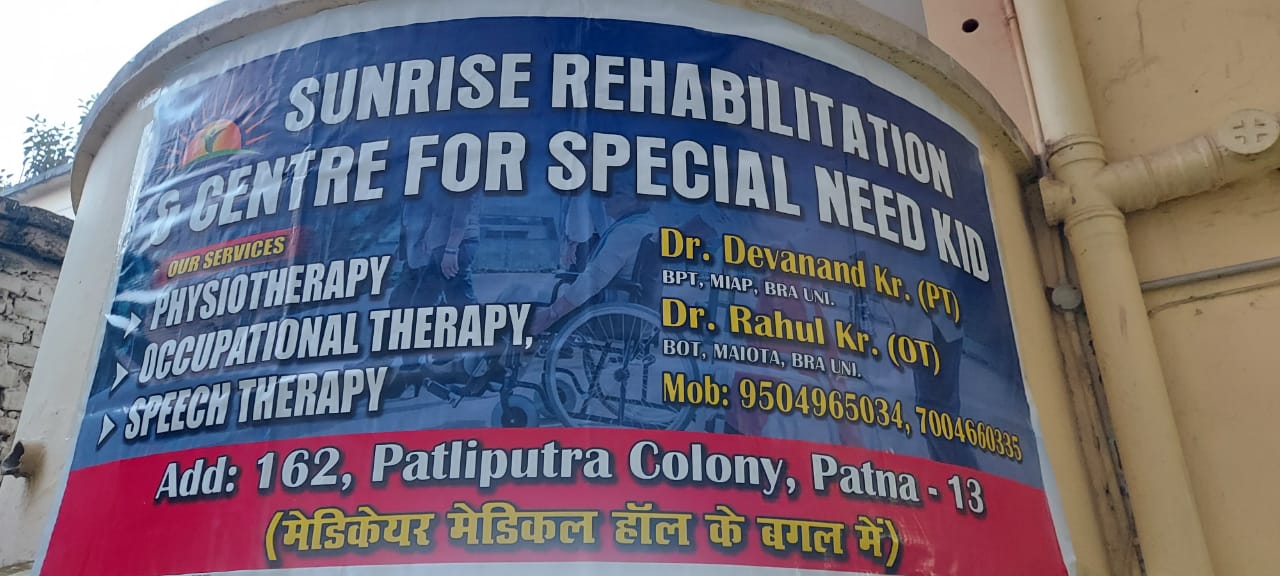 SUNRISE REHABILITATION
& CENTRE FOR SPECIAL NEED KID
OUR SERVICES
PHYSIOTHERAPY
OCCUPATIONAL THERAPY,
SPEECH THERAPY
Dr. Devanand Kr. (PT)
BPT, MIAP, BRA UNI.
Dr. Rahul Kr. (OT)
BOT, MAIOTA, BRA UNI.
Mob: 9504965034, 7004660335
Add: 162, Patliputra Colony, Patna - 13
(मेडिकेयर मेडिकल हॉल के बगल में)